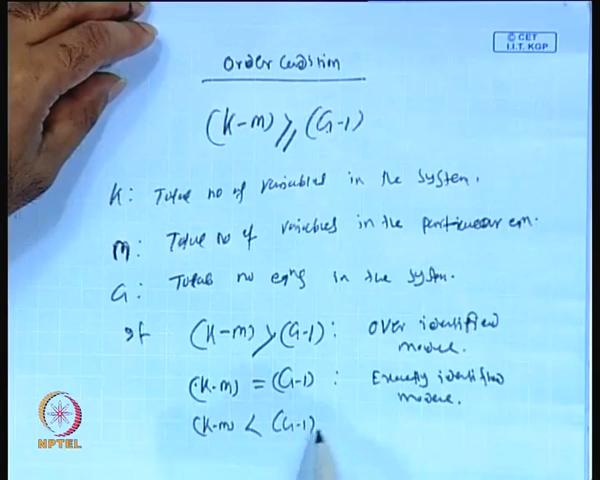 © CET
I.I.T. KGP
Order Condition
(K-m) ≥ (G-1)
K: Total no of variables in the system.
M: Total no of variables in the particular eqn.
G: Total no eqns in the system.
If (K-m) > (G-1): Over identified model.
(K-m) = (G-1): Exactly identified model.
(K-m) < (G-1)
NPTEL